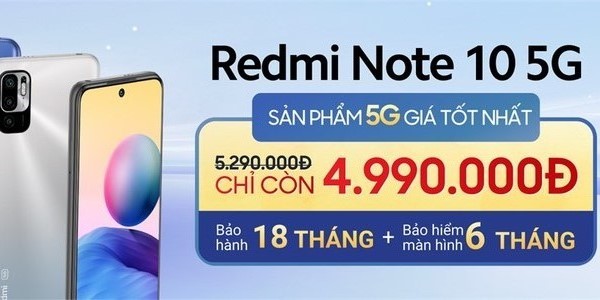 Redmi Note 10 5G
SẢN PHẨM 5G GIÁ TỐT NHẤT
5.290.000Đ
CHỈ CÒN 4.990.000Đ
Bảo hành 18 THÁNG + Bảo hiểm màn hình 6 THÁNG